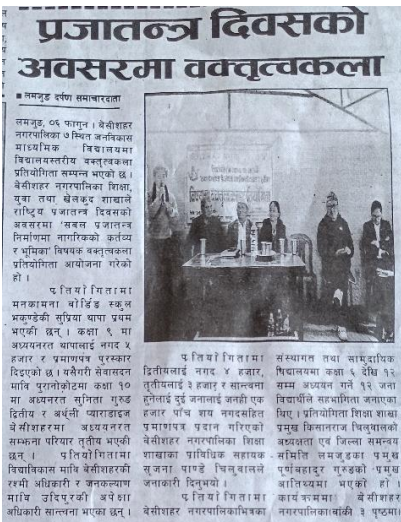 प्रजातन्त्र दिवसको
अवसरमा वक्तृत्वकला
■ लमजुङ दर्पण समाचारदाता
लमजुङ, ०६ फागुन । बेसीशहर
नगरपालिका ७ स्थित जनविकास
माध्यमिक विद्यालयमा
विद्यालयस्तरीय वक्तृत्वकला
प्रतियोगिता सम्पन्न भएको छ ।
बेसीशहर नगरपालिका शिक्षा,
युवा तथा खेलकुद शाखाले
राष्ट्रिय प्रजातन्त्र दिवसको
अवसरमा 'सबल प्रजातन्त्र
निर्माणमा नागरिकको कर्तव्य
र भूमिका' विषयक वक्तृत्वकला
प्रतियोगिता आयोजना गरेको
हो ।
प्रतियोगितामा
मनकामना बोर्डिङ स्कुल
भकुण्डेकी सुप्रिया थापा प्रथम
भएकी छन् । कक्षा ९ मा
अध्ययनरत थापालाई नगद ५
हजार र प्रमाणपत्र पुरस्कार
दिइएको छ । यसैगरी सेवासदन
मावि पुरानोकोटमा कक्षा १०
मा अध्ययनरत सुनिता गुरुङ
द्वितीय र अर्थली प्याराडाइज
बेसीशहरमा अध्ययनरत
सम्फना परियार तृतीय भएकी
छन् । प्रतियोगितामा
विद्याविकास मावि बेसीशहरकी
रश्मी अधिकारी र जनकल्याण
मावि उदिपुरकी अपेक्षा
अधिकारी सान्त्वना भएका छन् ।
प्रतियोगितामा
द्वितीयलाई नगद ४ हजार,
तृतीयलाई ३ हजार र सान्त्वना
हुनेलाई दुई जनालाई जनही एक
हजार पाँच शय नगदसहित
प्रमाणपत्र प्रदान गरिएको
बेसीशहर नगरपालिका शिक्षा
शाखाका प्राविधिक सहायक
सृजना पाण्डे चिलुवालले
जनाकारी दिनुभयो ।
प्रतियोगितामा
बेसीशहर नगरपालिकाभित्रका
संस्थागत तथा सामुदायिक
विद्यालयमा कक्षा ६ देखि १२
सम्म अध्ययन गर्ने १२ जना
विद्यार्थीले सहभागिता जनाएका
थिए । प्रतियोगिता शिक्षा शाखा
प्रमुख किसानराज चिलुवालको
अध्यक्षता एवं जिल्ला समन्वय
समिति लमजुङका प्रमुख
पूर्णबहादुर गुरुङको प्रमुख
आतिथ्यमा भएको हो ।
कार्यक्रममा बेसीशहर
नगरपालिका बाँकी ३ पृष्ठमा